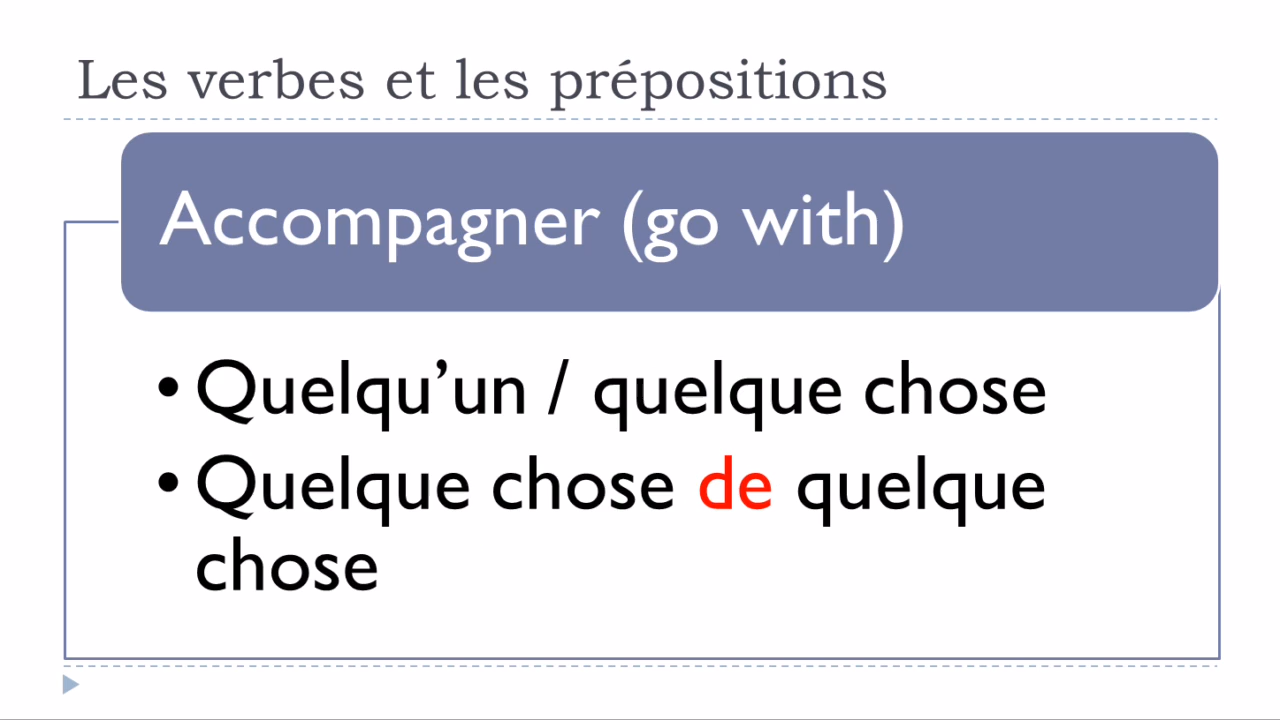 Les verbes et les prépositions
Accompagner (go with)
• Quelqu’un / quelque chose
• Quelque chose de quelque
chose